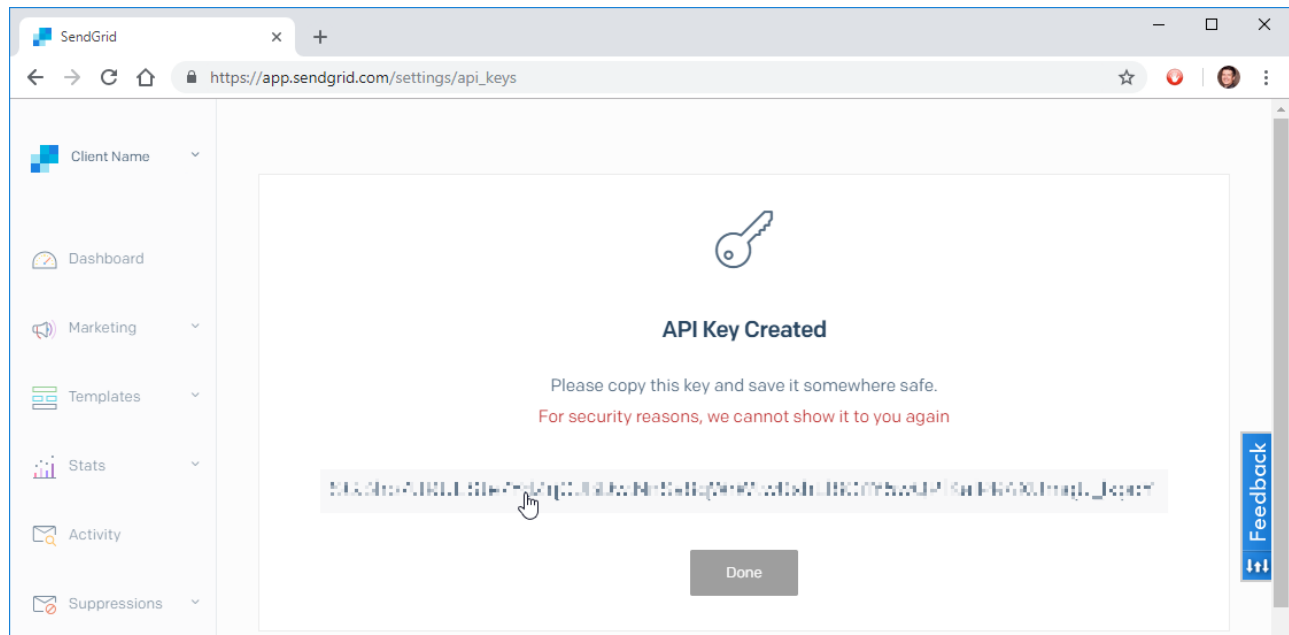 SendGrid
https://app.sendgrid.com/settings/api_keys
Client Name
Dashboard
Marketing
Templates
Stats
Activity
Suppressions
API Key Created
Please copy this key and save it somewhere safe.
For security reasons, we cannot show it to you again
Done
Feedback